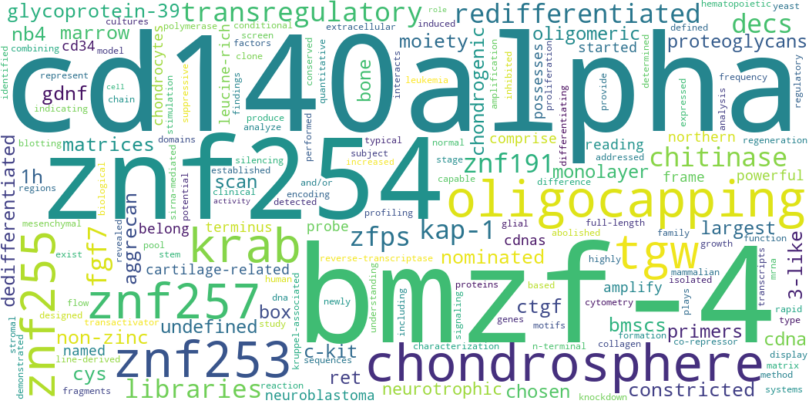 glycoprotein-39 transregulatory redifferentiated decs
nb4 cd34 marrow oligomeric proteoglycans
gdnf moiety started
cd140alpha
chondrocytes leucine-rich bone chondrogenic possesses
matrices znf254 znf191 monolayer reading northern chitinase
1h scan comprise frame powerful
dedifferentiated aggrecan belong terminus probe zfps kap-1 nominated oligocapping largest
fgf7 krab cdnas amplify tgw 3-like
cartilage-related
znf255 znf257 box undefined bmzf-4 ctgf bmscs primers cdna
non-zinc named znf253 c-kit chondrosphere
cys libraries ret neurotrophic chosen constricted
neuroblastoma
cultures polymerase conditional screen extracellular role induced hematopoietic yeast
combining model factors clone defined
identified represent cell chain indicating
suppressive stimulation findings produce analyze conserved quantitative interacts leukemia inhibited proliferation
amplification differentiating provide determined expressed analysis frequency regulatory
blotting domains performed typical normal regeneration
regions sirna-mediated silencing increased subject stage addressed
biological potential established and/or encoding capable difference
clinical activity detected profiling
mesenchymal revealed glial full-length abolished family growth function
exist pool stem reverse-transcriptase human understanding highly mammalian transcripts mrna
flow dna based isolated rapid
designed transactivator study newly including proteins signaling cytometry plays type
stromal demonstrated line-derived kruppel-associated genes motifs formation co-repressor display
sequences characterization n-terminal collagen matrix
fragments reaction knockdown method systems